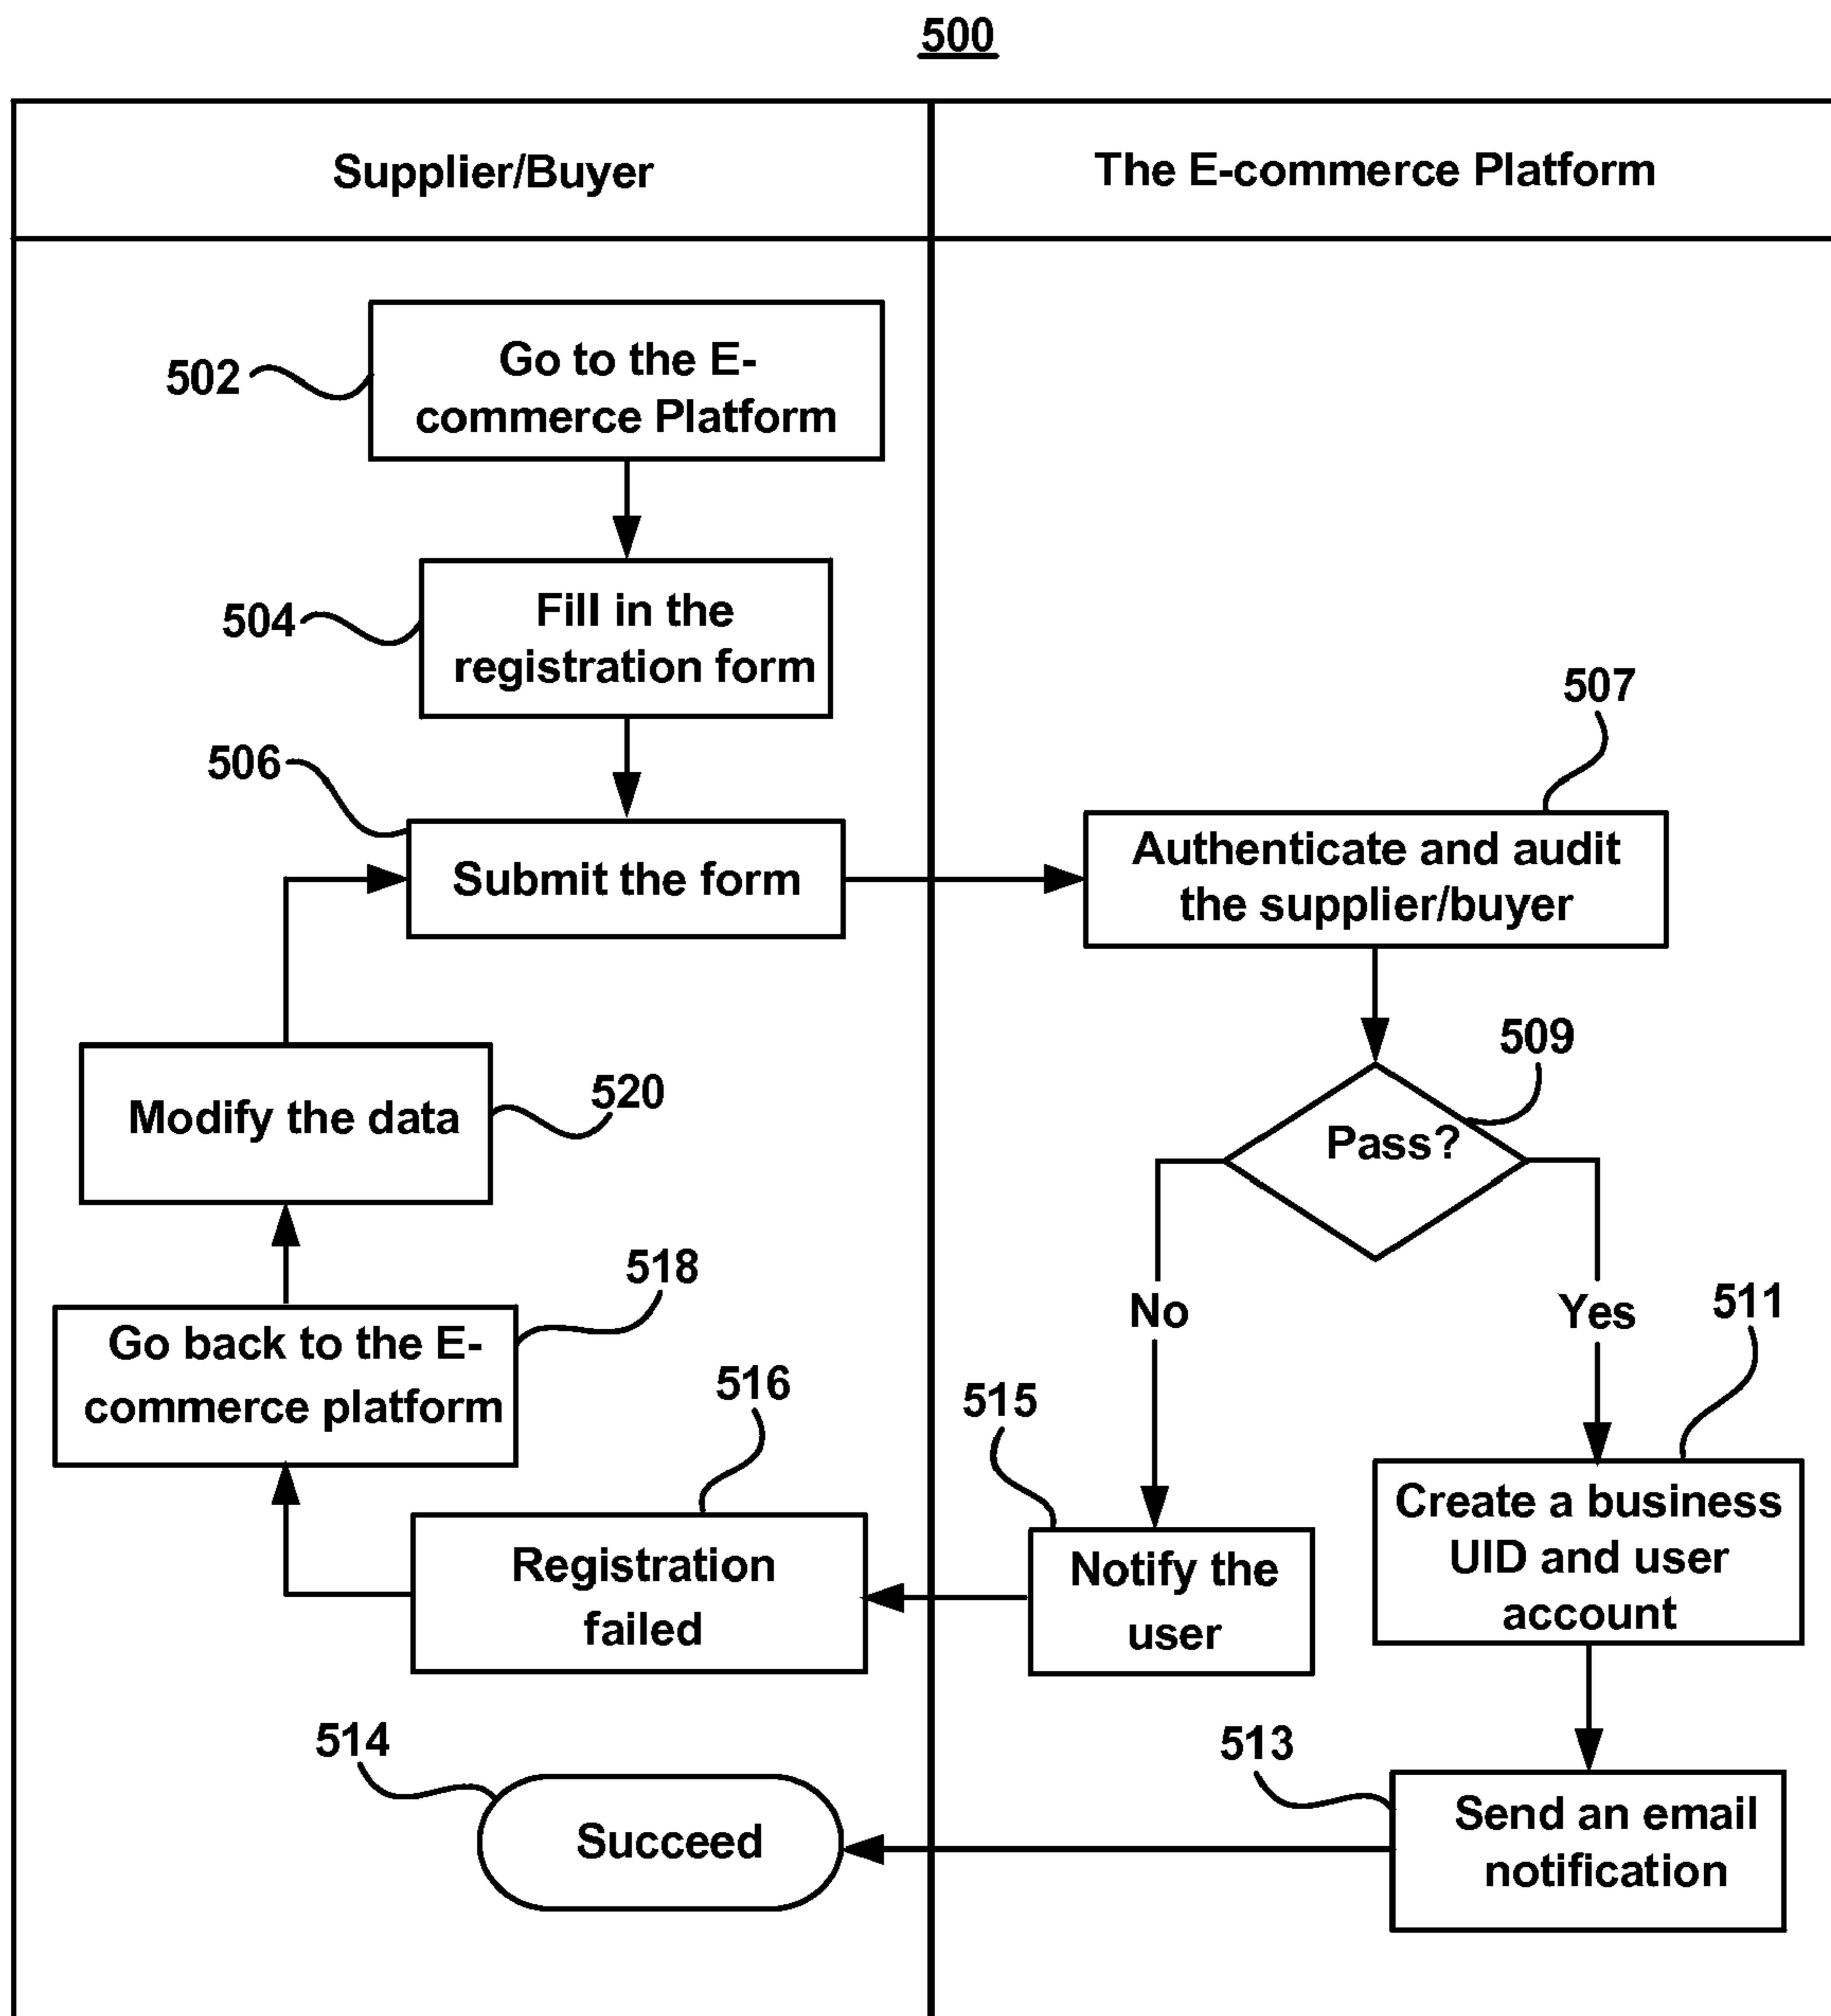 500
Supplier/Buyer
The E-commerce Platform
502
Go to the E-
commerce Platform
504
Fill in the
registration form
506
Submit the form
507
Authenticate and audit
the supplier/buyer
509
Pass?
No
Yes
520
Modify the data
518
Go back to the E-
commerce platform
516
Registration
failed
515
Notify the
user
511
Create a business
UID and user
account
514
Succeed
513
Send an email
notification